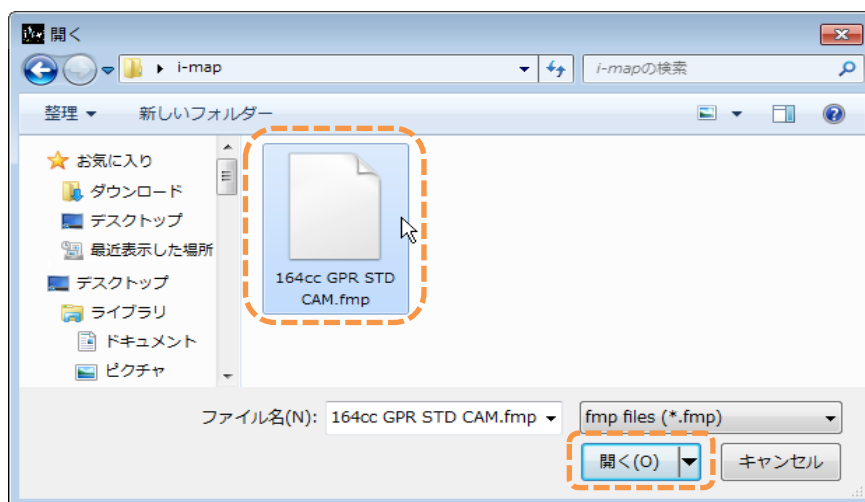 開く
i-map
i-mapの検索
整理
新しいフォルダー
お気に入り
ダウンロード
デスクトップ
最近表示した場所
デスクトップ
ライブラリ
ドキュメント
ピクチャ
164cc GPR STD
CAM.fmp
ファイル名(N): 164cc GPR STD CAM.fmp fmp files (*.fmp)
開く(O) キャンセル